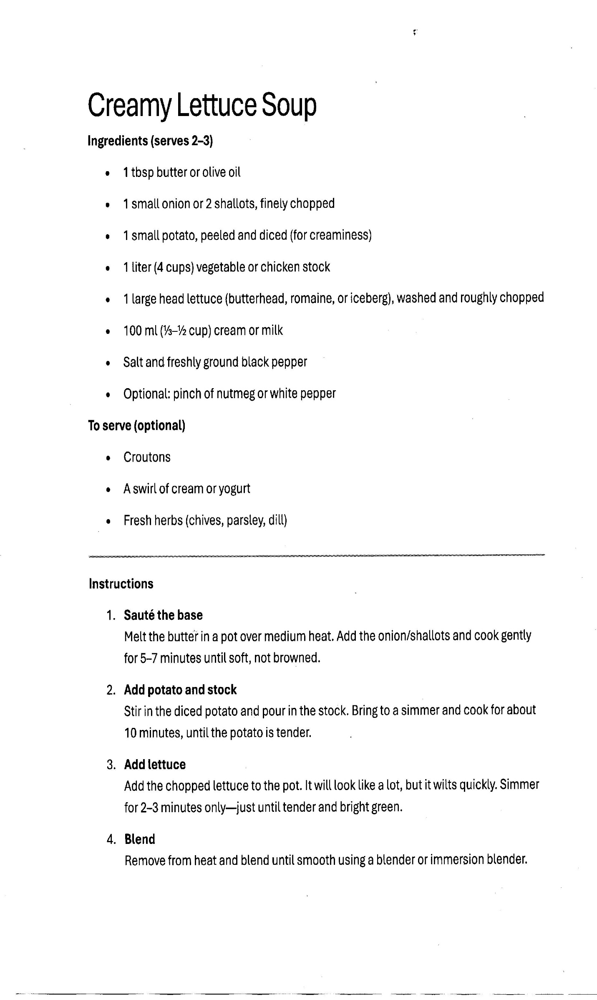 Creamy Lettuce Soup
Ingredients (serves 2–3)
• 1 tbsp butter or olive oil
• 1 small onion or 2 shallots, finely chopped
• 1 small potato, peeled and diced (for creaminess)
• 1 liter (4 cups) vegetable or chicken stock
• 1 large head lettuce (butterhead, romaine, or iceberg), washed and roughly chopped
• 100 ml (⅓–½ cup) cream or milk
• Salt and freshly ground black pepper
• Optional: pinch of nutmeg or white pepper
To serve (optional)
• Croutons
• A swirl of cream or yogurt
• Fresh herbs (chives, parsley, dill)
Instructions
1. Sauté the base
Melt the butter in a pot over medium heat. Add the onion/shallots and cook gently
for 5–7 minutes until soft, not browned.
2. Add potato and stock
Stir in the diced potato and pour in the stock. Bring to a simmer and cook for about
10 minutes, until the potato is tender.
3. Add lettuce
Add the chopped lettuce to the pot. It will look like a lot, but it wilts quickly. Simmer
for 2–3 minutes only—just until tender and bright green.
4. Blend
Remove from heat and blend until smooth using a blender or immersion blender.